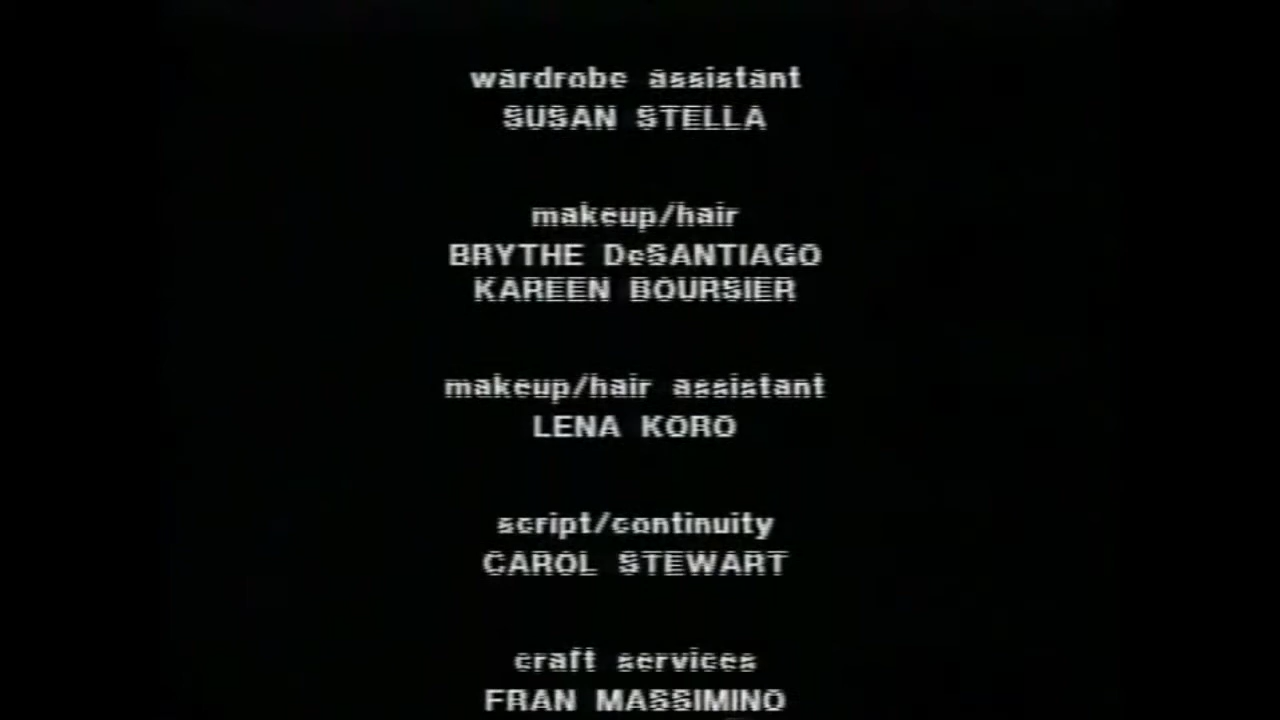 wardrobe assistant
SUSAN STELLA
makeup/hair
BRYTHE DeSANTIAGO
KAREEN BOURSIER
makeup/hair assistant
LENA KORO
script/continuity
CAROL STEWART
craft services
FRAN MASSIMINO